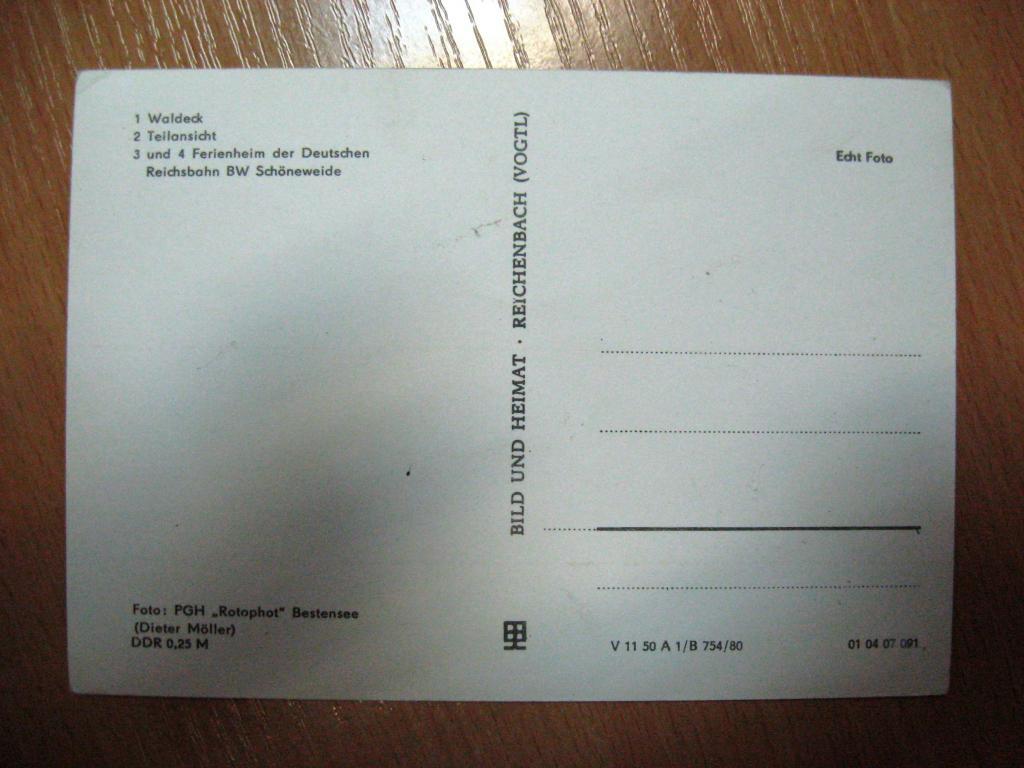 1 Waldeck
2 Teilansicht
3 und 4 Ferienheim der Deutschen
Reichsbahn BW Schöneweide
Foto: PGH „Rotophot" Bestensee
(Dieter Möller)
DDR 0,25 M
BILD UND HEIMAT · REICHENBACH (VOGTL)
Echt Foto
V 11 50 A 1/B 754/80
01 04 07 091